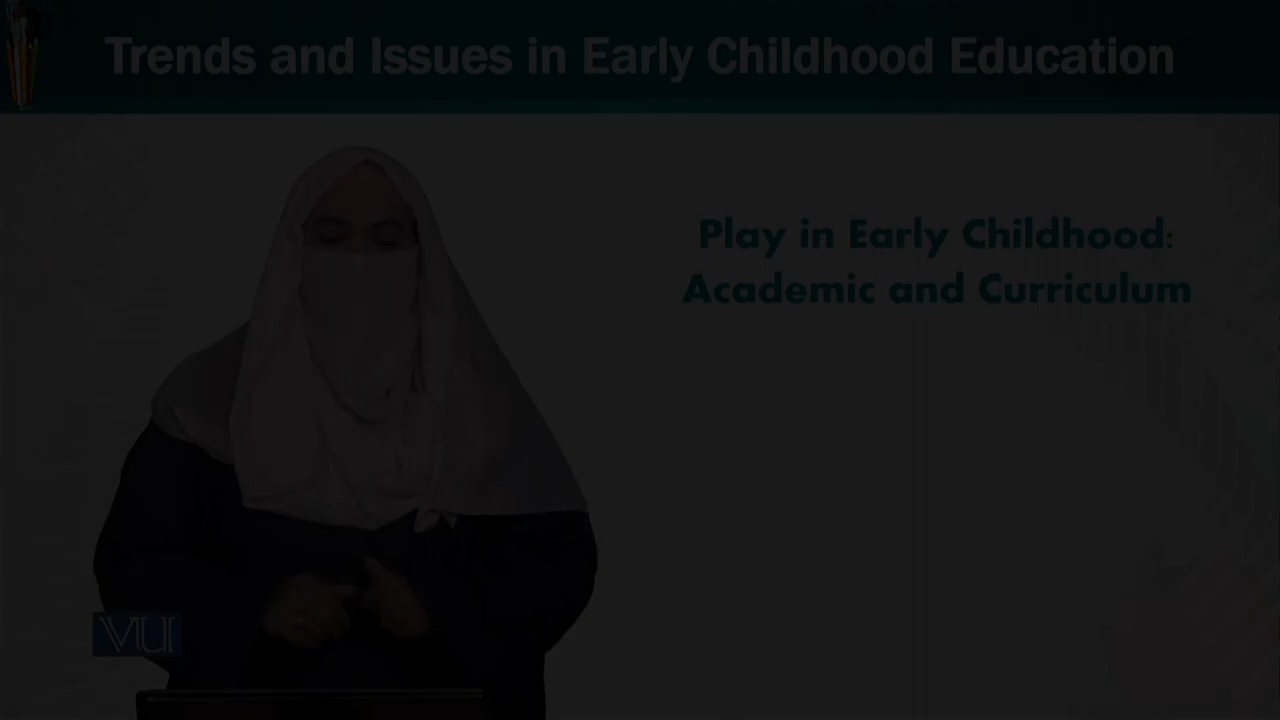 Trends and Issues in Early Childhood Education
Play in Early Childhood:
Academic and Curriculum
VU